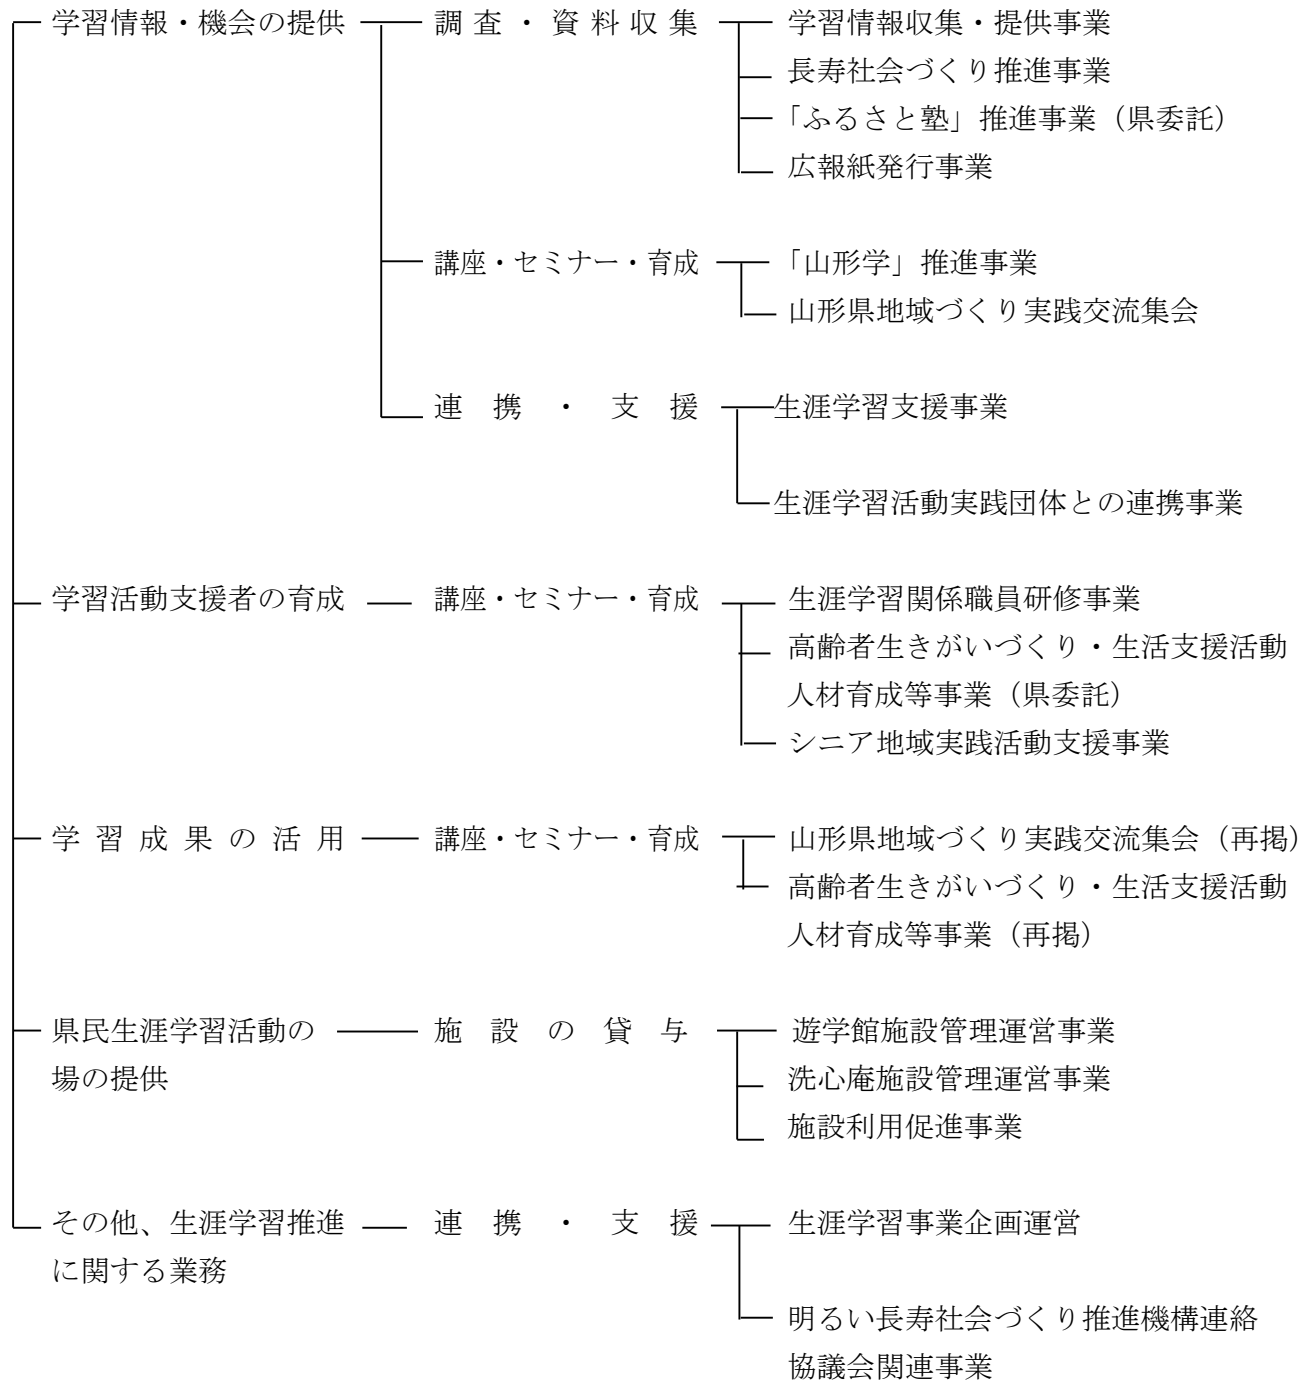 学習情報・機会の提供 調査・資料収集 学習情報収集・提供事業
長寿社会づくり推進事業
「ふるさと塾」推進事業（県委託）
広報紙発行事業
講座・セミナー・育成 「山形学」推進事業
山形県地域づくり実践交流集会
連携・支援 生涯学習支援事業
生涯学習活動実践団体との連携事業
学習活動支援者の育成 講座・セミナー・育成 生涯学習関係職員研修事業
高齢者生きがいづくり・生活支援活動
人材育成等事業（県委託）
シニア地域実践活動支援事業
学習成果の活用 講座・セミナー・育成 山形県地域づくり実践交流集会（再掲）
高齢者生きがいづくり・生活支援活動
人材育成等事業（再掲）
県民生涯学習活動の 施設の貸与 遊学館施設管理運営事業
場の提供 洗心庵施設管理運営事業
施設利用促進事業
その他、生涯学習推進 連携・支援 生涯学習事業企画運営
に関する業務
明るい長寿社会づくり推進機構連絡
協議会関連事業